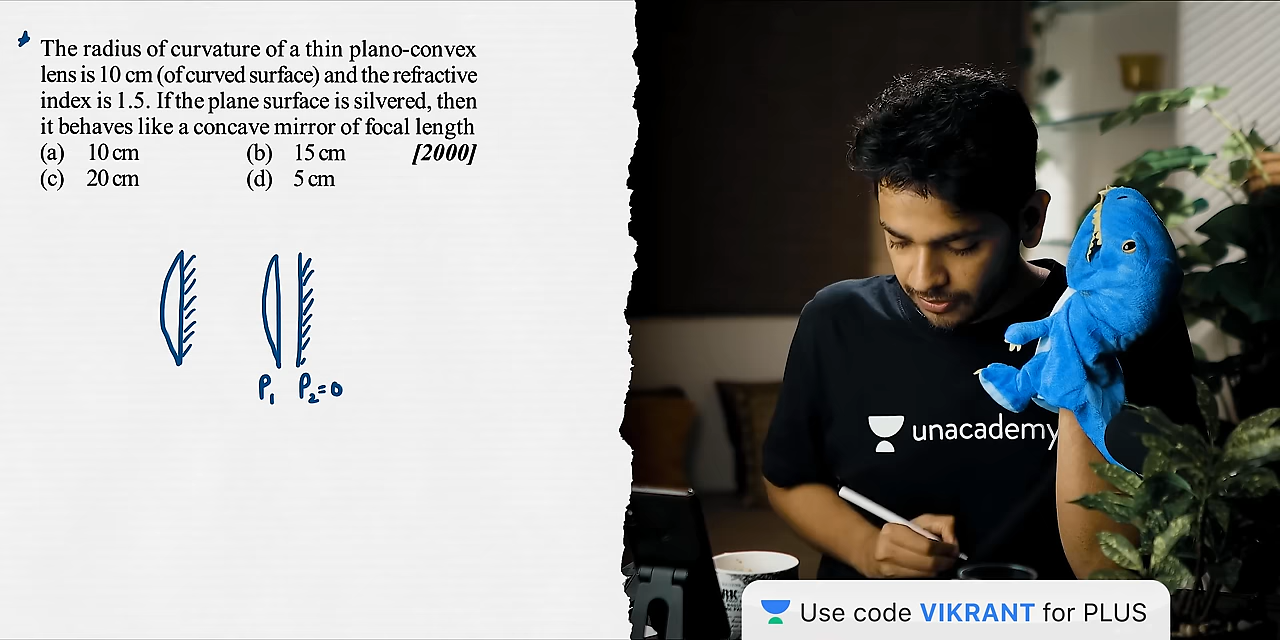 The radius of curvature of a thin plano-convex
lens is 10 cm (of curved surface) and the refractive
index is 1.5. If the plane surface is silvered, then
it behaves like a concave mirror of focal length
(a) 10 cm (b) 15 cm [2000]
(c) 20 cm (d) 5 cm
P₁ P₂=0
unacademy
Use code VIKRANT for PLUS